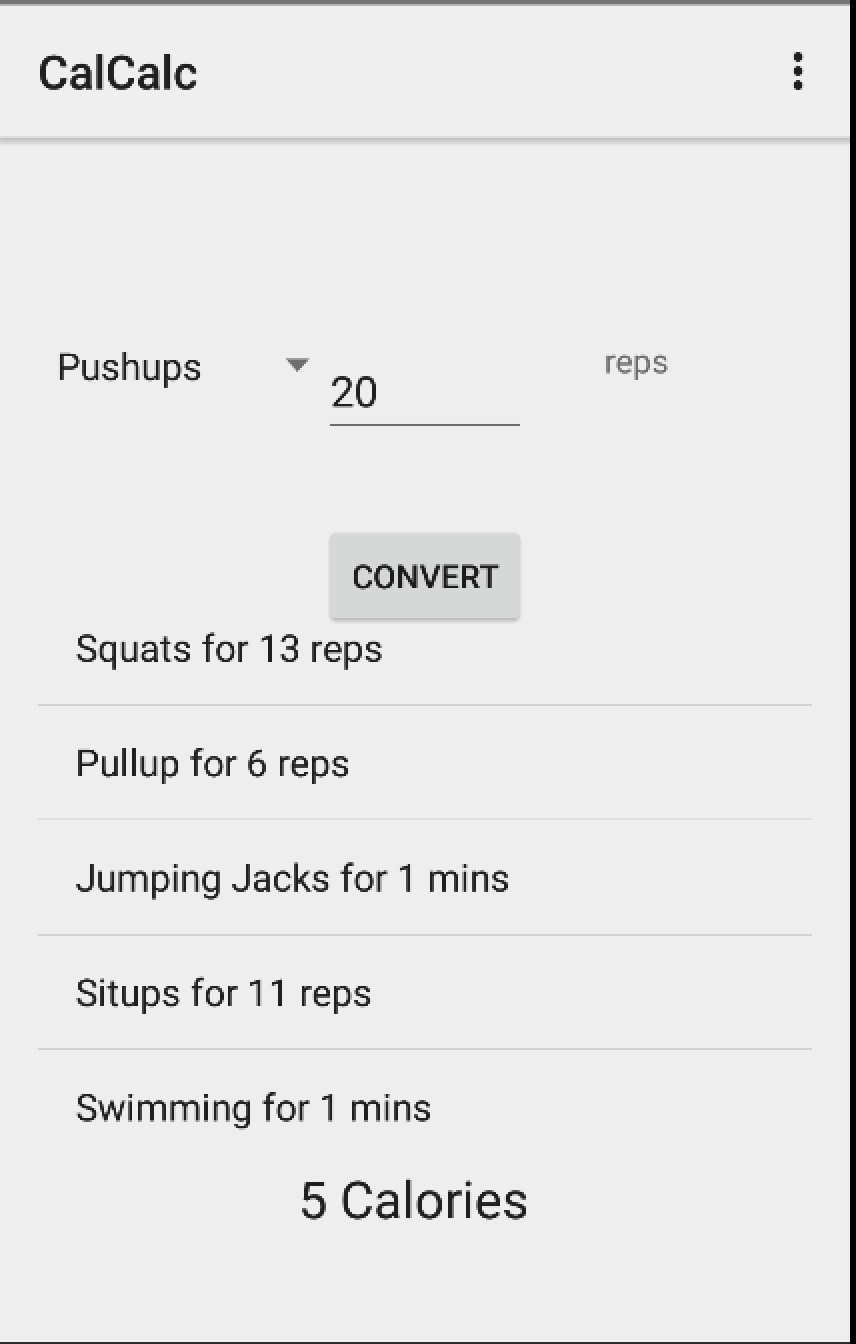 CalCalc
Pushups
20
reps
CONVERT
Squats for 13 reps
Pullup for 6 reps
Jumping Jacks for 1 mins
Situps for 11 reps
Swimming for 1 mins
5 Calories